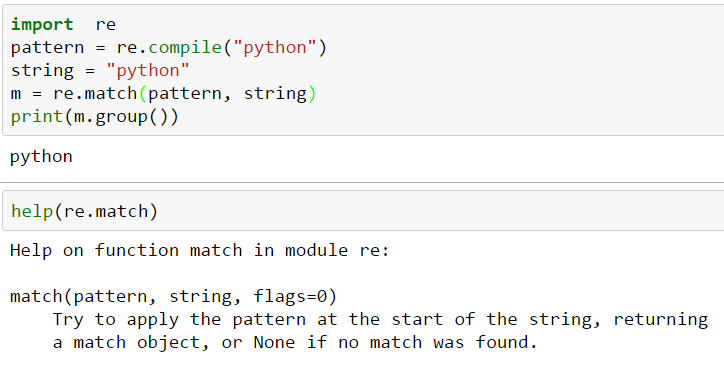 import  re
pattern = re.compile("python")
string = "python"
m = re.match(pattern, string)
print(m.group())
python
help(re.match)
Help on function match in module re:
match(pattern, string, flags=0)
    Try to apply the pattern at the start of the string, returning
    a match object, or None if no match was found.